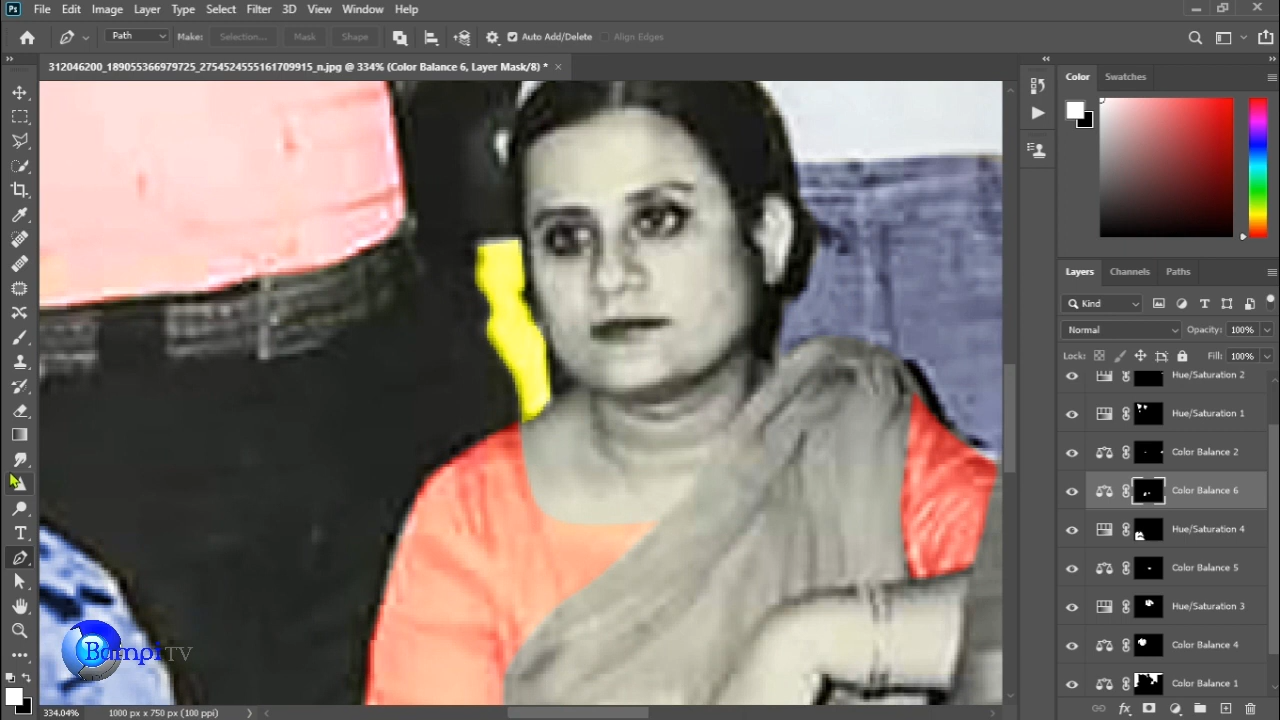 Ps File Edit Image Layer Type Select Filter 3D View Window Help
Path Make: Selection... Mask Shape Auto Add/Delete Align Edges
312046200_189055366979725_2754524555161709915_n.jpg @ 334% (Color Balance 6, Layer Mask/8) * ×
Color Swatches
Layers Channels Paths
Kind
Normal Opacity: 100%
Lock: Fill: 100%
Hue/Saturation 2
Hue/Saturation 1
Color Balance 2
Color Balance 6
Hue/Saturation 4
Color Balance 5
Hue/Saturation 3
Color Balance 4
Color Balance 1
fx
T
Bampi TV
334.04% 1000 px x 750 px (100 ppi)